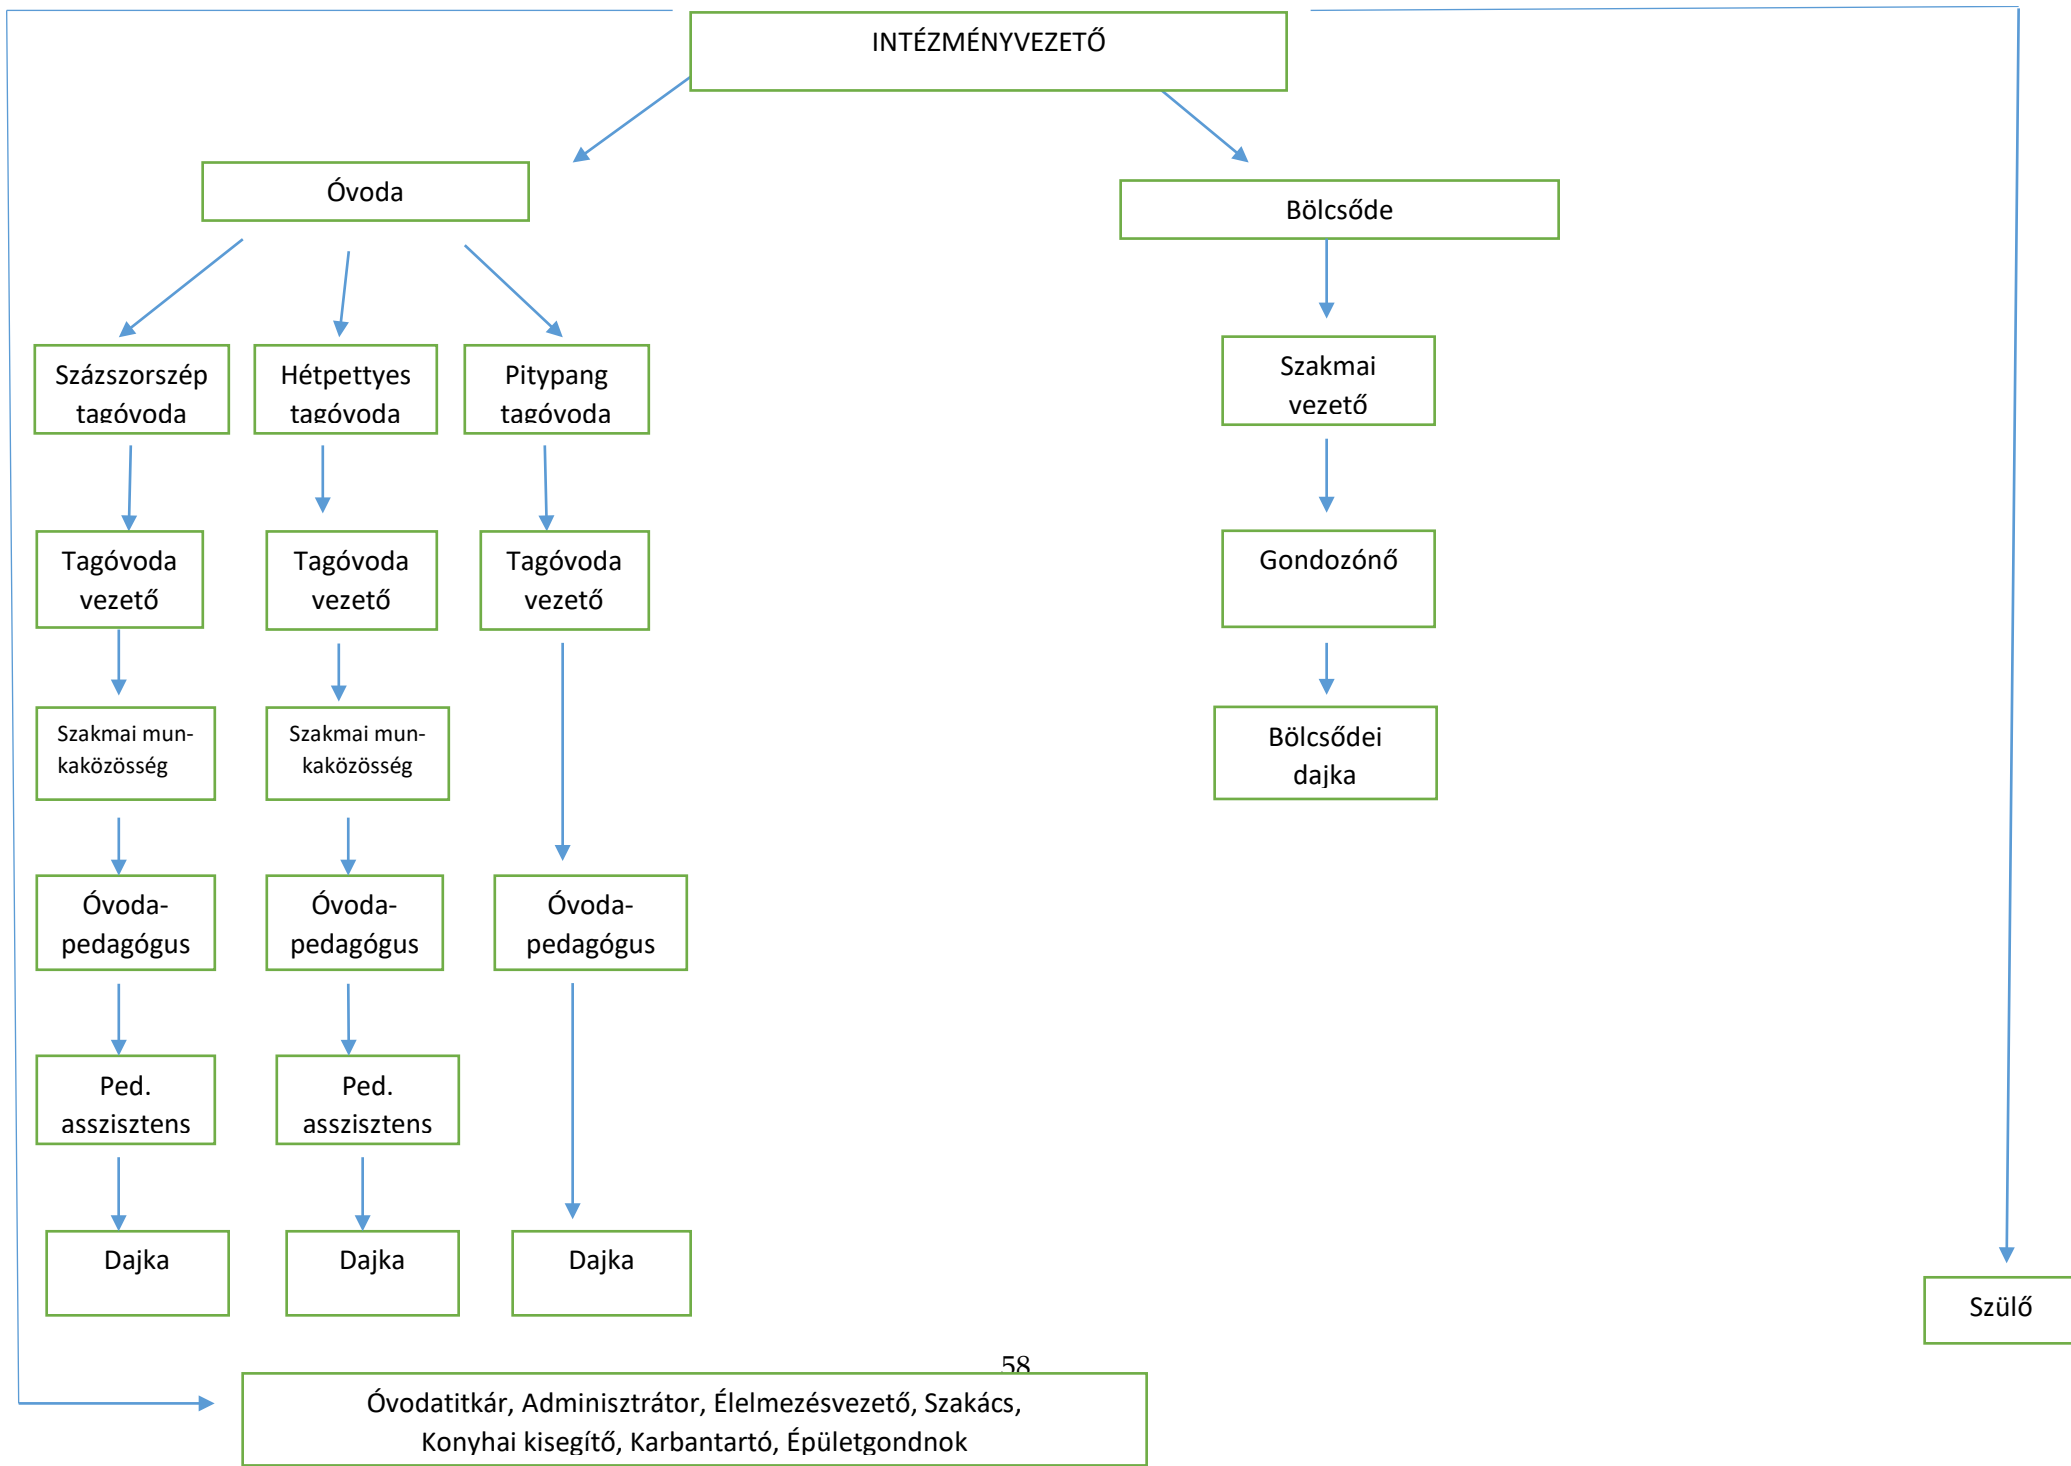 INTÉZMÉNYVEZETŐ
Óvoda
Bölcsőde
Százszorszép
tagóvoda
Hétpettyes
tagóvoda
Pitypang
tagóvoda
Szakmai
vezető
Tagóvoda
vezető
Tagóvoda
vezető
Tagóvoda
vezető
Gondozónő
Szakmai mun-
kaközösség
Szakmai mun-
kaközösség
Bölcsődei
dajka
Óvoda-
pedagógus
Óvoda-
pedagógus
Óvoda-
pedagógus
Ped.
asszisztens
Ped.
asszisztens
Dajka
Dajka
Dajka
Szülő
58
Óvodatitkár, Adminisztrátor, Élelmezésvezető, Szakács,
Konyhai kisegítő, Karbantartó, Épületgondnok